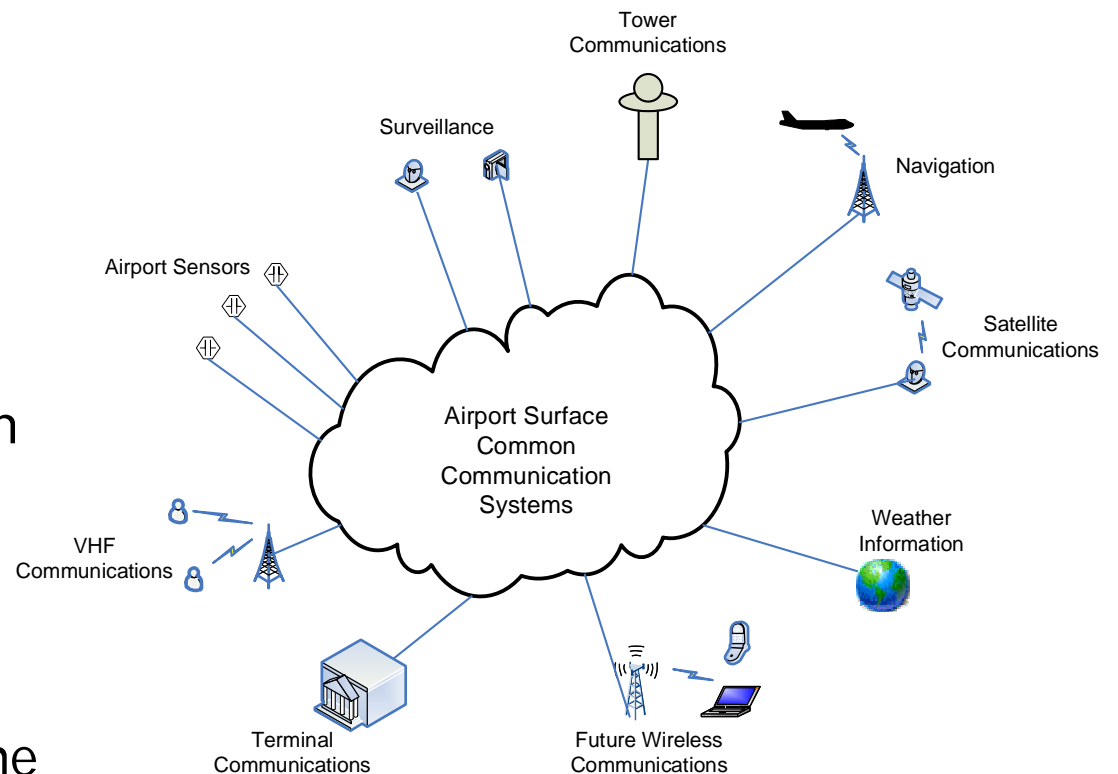 Tower
Communications
Surveillance
Navigation
Airport Sensors
Satellite
Communications
Airport Surface
Common
Communication
Systems
VHF
Communications
Weather
Information
Terminal
Communications
Future Wireless
Communications